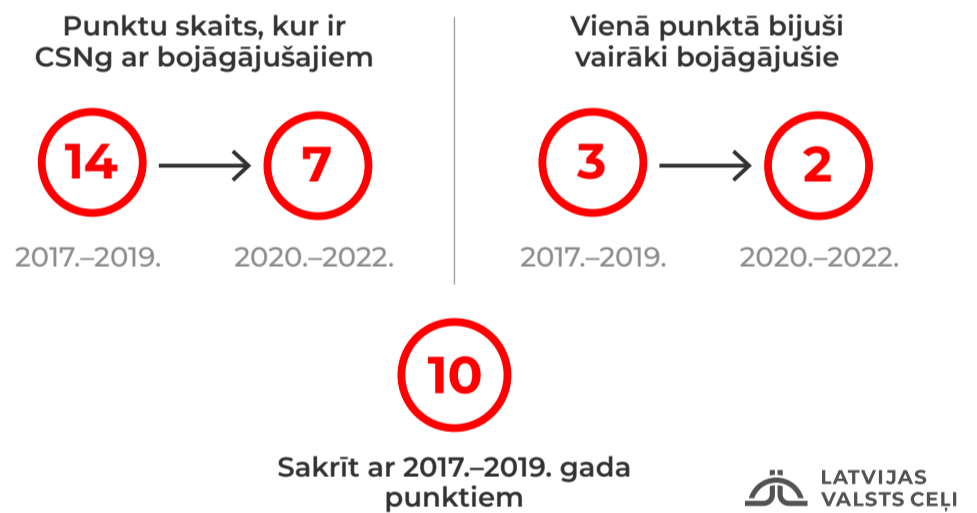 Punktu skaits, kur ir
CSNg ar bojāgājušajiem
14
7
2017.–2019.
2020.–2022.
Vienā punktā bijuši
vairāki bojāgājušie
3
2
2017.–2019.
2020.–2022.
10
Sakrīt ar 2017.–2019. gada
punktiem
LATVIJAS
VALSTS CEĻI